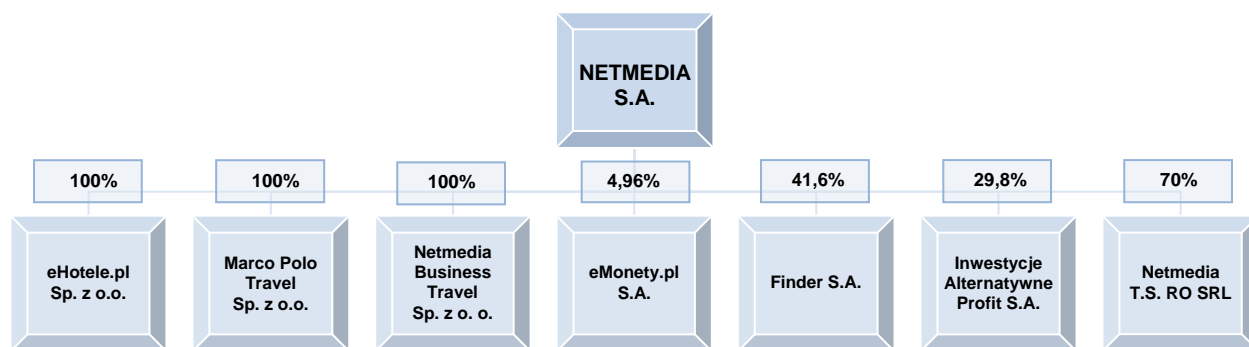 NETMEDIA
S.A.
100%
100%
100%
4,96%
41,6%
29,8%
70%
eHotele.pl
Sp. z o.o.
Marco Polo
Travel
Sp. z o.o.
Netmedia
Business
Travel
Sp. z o. o.
eMonety.pl
S.A.
Finder S.A.
Inwestycje
Alternatywne
Profit S.A.
Netmedia
T.S. RO SRL